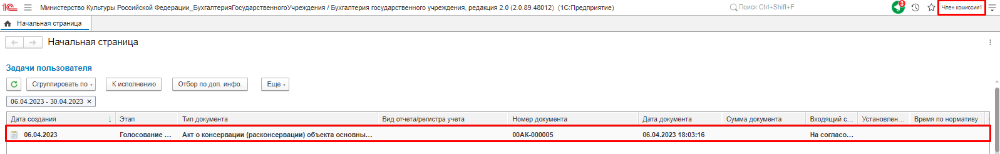 1С Министерство Культуры Российской Федерации_БухгалтерияГосударственногоУчреждения / Бухгалтерия государственного учреждения, редакция 2.0 (2.0.89.48012) (1С:Предприятие) Поиск Ctrl+Shift+F 3 Член комиссии1
Начальная страница
Начальная страница
Задачи пользователя
Сгруппировать по К исполнению Отбор по доп. инфо. Еще
06.04.2023 - 30.04.2023 ×
Дата создания ↓ Этап Тип документа Вид отчета/регистра учета Номер документа Дата документа Сумма документа Входящий с... Установлен... Время по нормативу
06.04.2023 Голосование ... Акт о консервации (расконсервации) объекта основны... 00АК-000005 06.04.2023 18:03:16 На согласо...